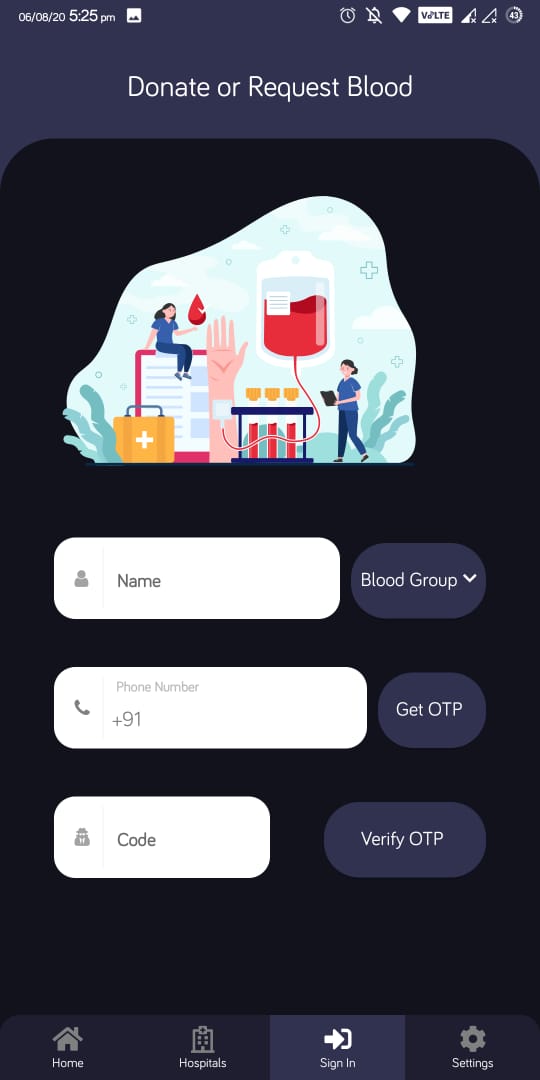 06/08/20 5:25 pm VoLTE 43
Donate or Request Blood
Name
Blood Group
Phone Number
+91
Get OTP
Code
Verify OTP
Home
Hospitals
Sign In
Settings